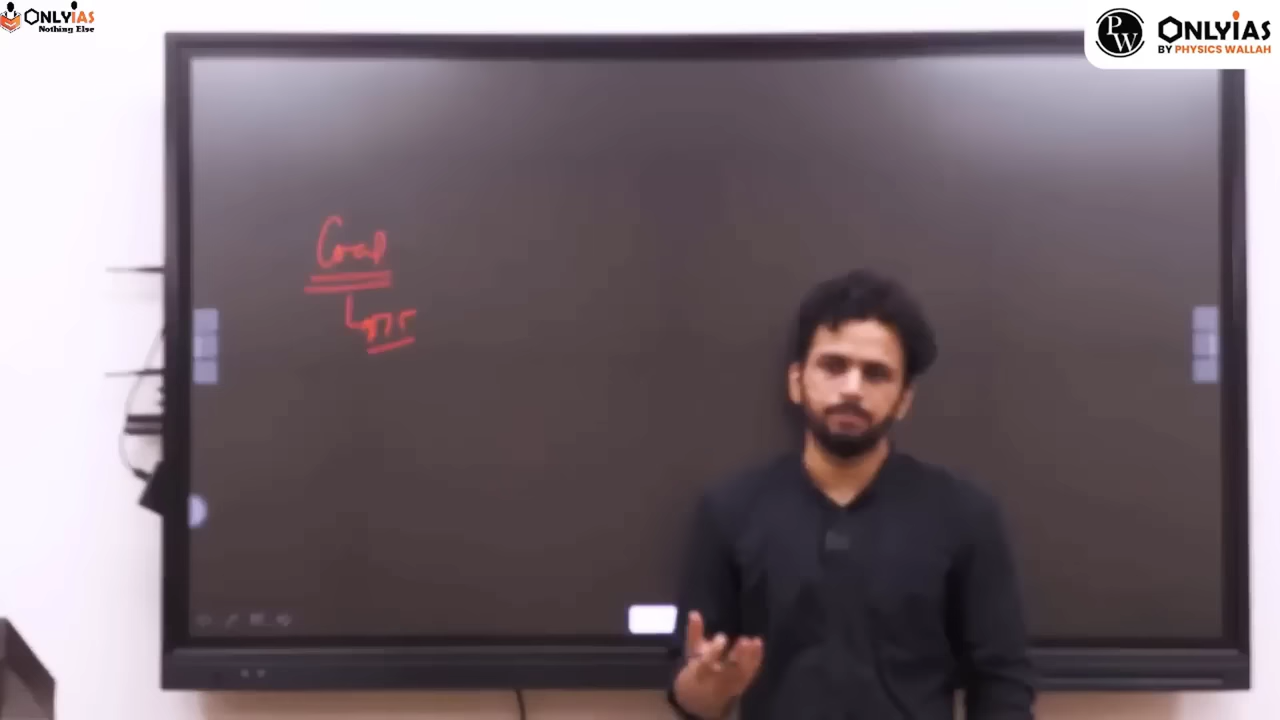 ONLYIAS
Nothing Else
PW
ONLYIAS
BY PHYSICS WALLAH
Coal